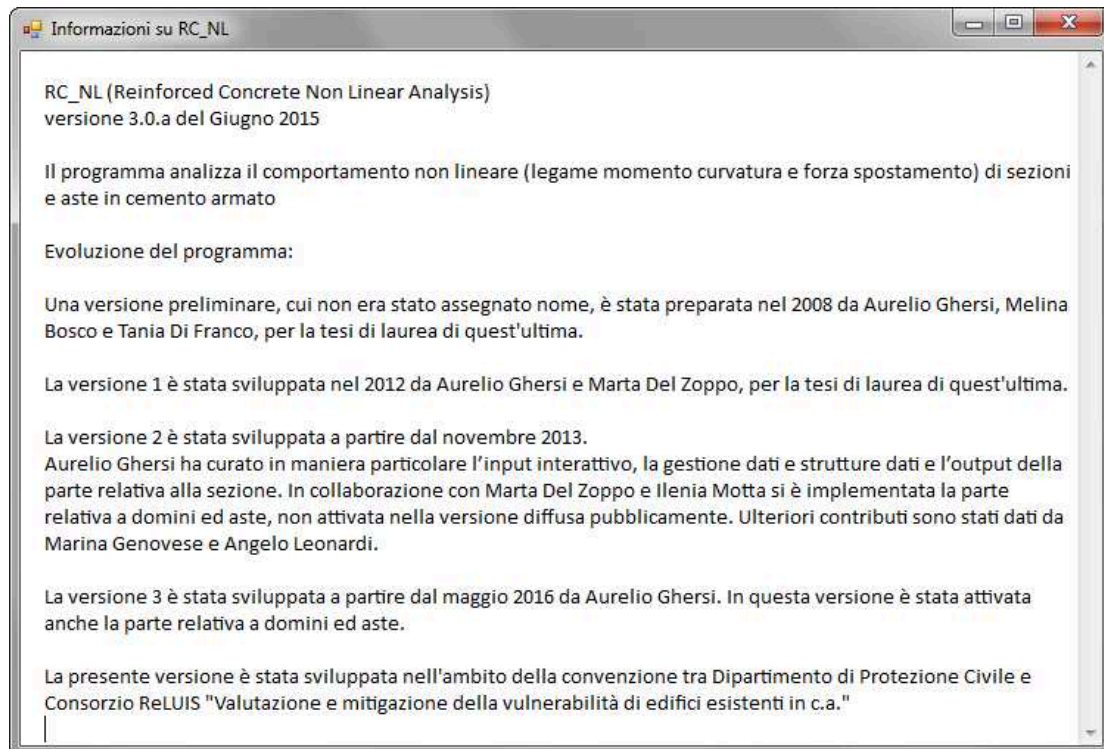 Informazioni su RC_NL
RC_NL (Reinforced Concrete Non Linear Analysis)
versione 3.0.a del Giugno 2015
Il programma analizza il comportamento non lineare (legame momento curvatura e forza spostamento) di sezioni
e aste in cemento armato
Evoluzione del programma:
Una versione preliminare, cui non era stato assegnato nome, è stata preparata nel 2008 da Aurelio Ghersi, Melina
Bosco e Tania Di Franco, per la tesi di laurea di quest'ultima.
La versione 1 è stata sviluppata nel 2012 da Aurelio Ghersi e Marta Del Zoppo, per la tesi di laurea di quest'ultima.
La versione 2 è stata sviluppata a partire dal novembre 2013.
Aurelio Ghersi ha curato in maniera particolare l’input interattivo, la gestione dati e strutture dati e l’output della
parte relativa alla sezione. In collaborazione con Marta Del Zoppo e Ilenia Motta si è implementata la parte
relativa a domini ed aste, non attivata nella versione diffusa pubblicamente. Ulteriori contributi sono stati dati da
Marina Genovese e Angelo Leonardi.
La versione 3 è stata sviluppata a partire dal maggio 2016 da Aurelio Ghersi. In questa versione è stata attivata
anche la parte relativa a domini ed aste.
La presente versione è stata sviluppata nell'ambito della convenzione tra Dipartimento di Protezione Civile e
Consorzio ReLUIS "Valutazione e mitigazione della vulnerabilità di edifici esistenti in c.a."